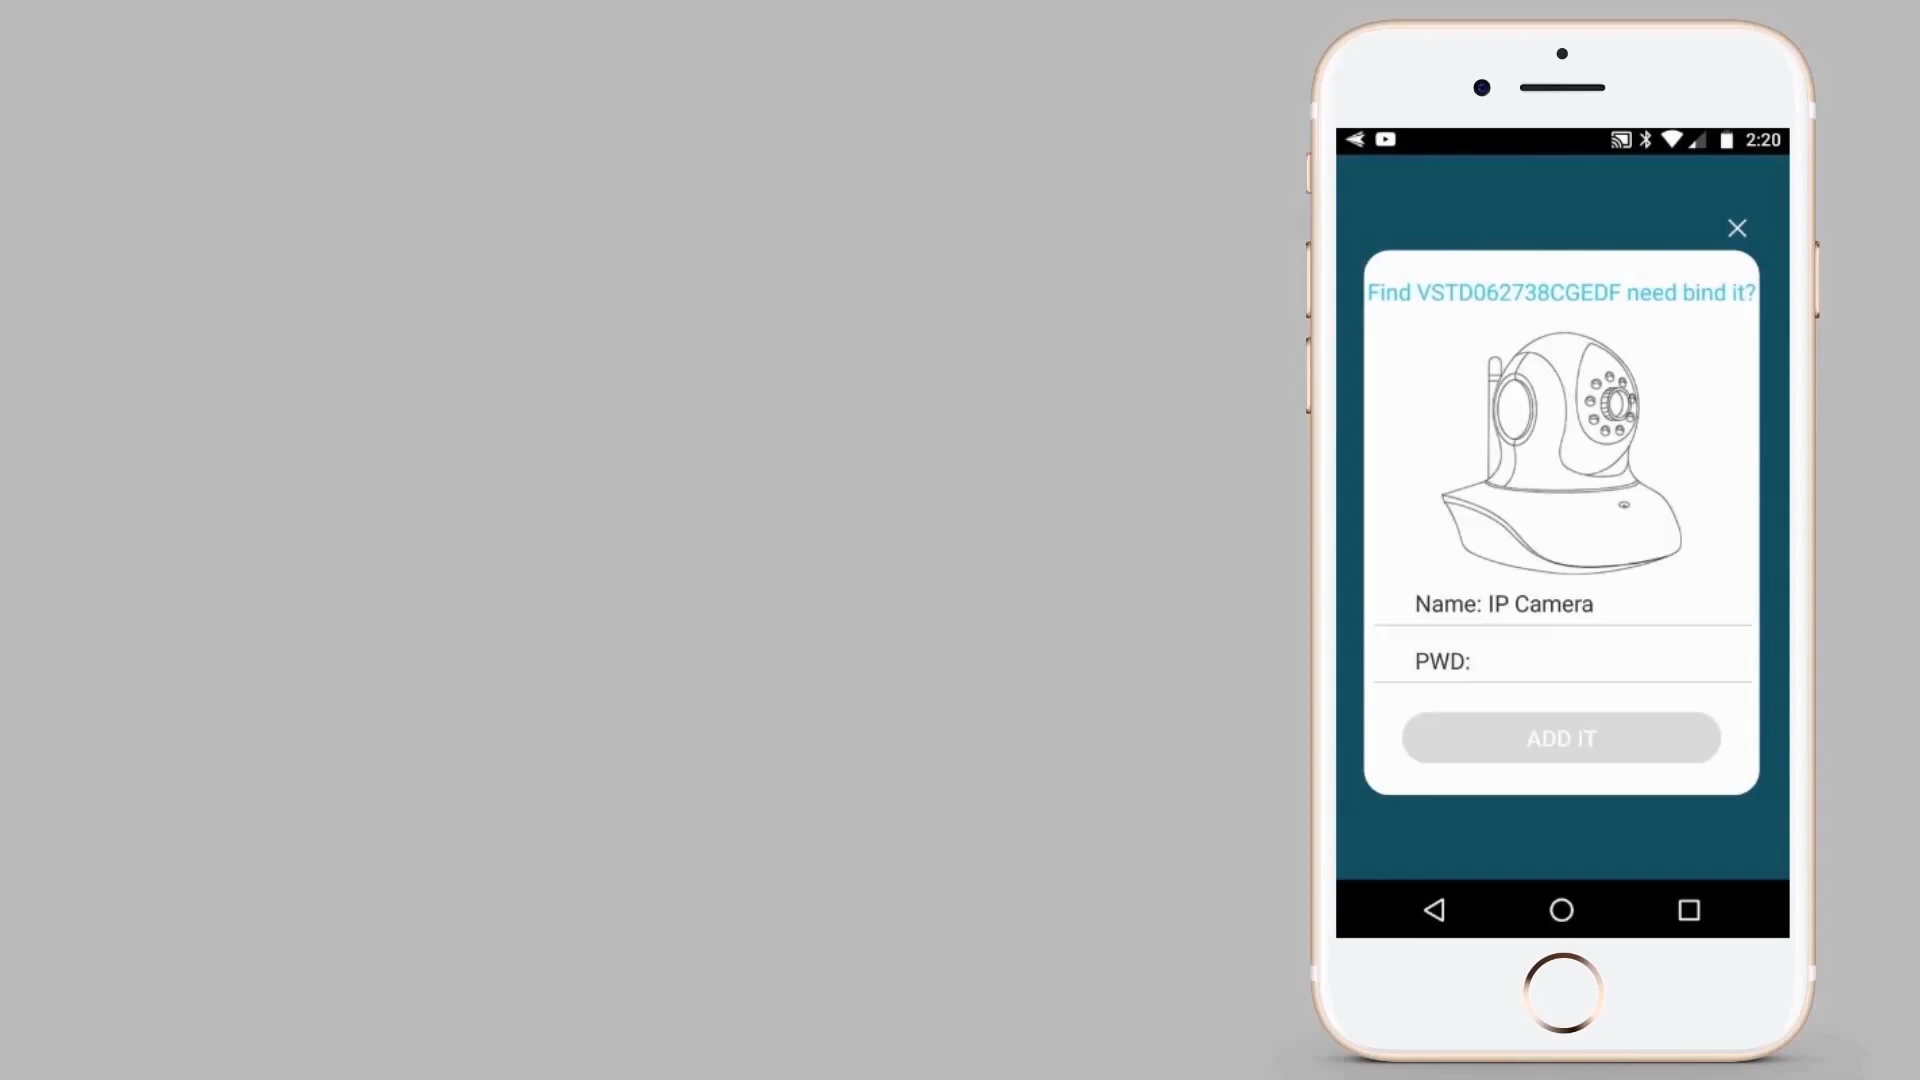 2:20
Find VSTD062738CGEDF need bind it?
Name: IP Camera
PWD:
ADD IT